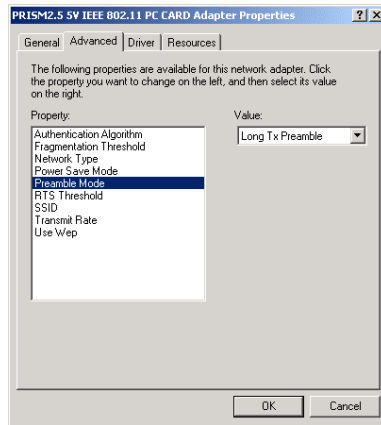 PRISM2.5 5V IEEE 802.11 PC CARD Adapter Properties
General Advanced Driver Resources
The following properties are available for this network adapter. Click
the property you want to change on the left, and then select its value
on the right.
Property: Value:
Authentication Algorithm Long Tx Preamble
Fragmentation Threshold
Network Type
Power Save Mode
Preamble Mode
RTS Threshold
SSID
Transmit Rate
Use Wep
OK Cancel